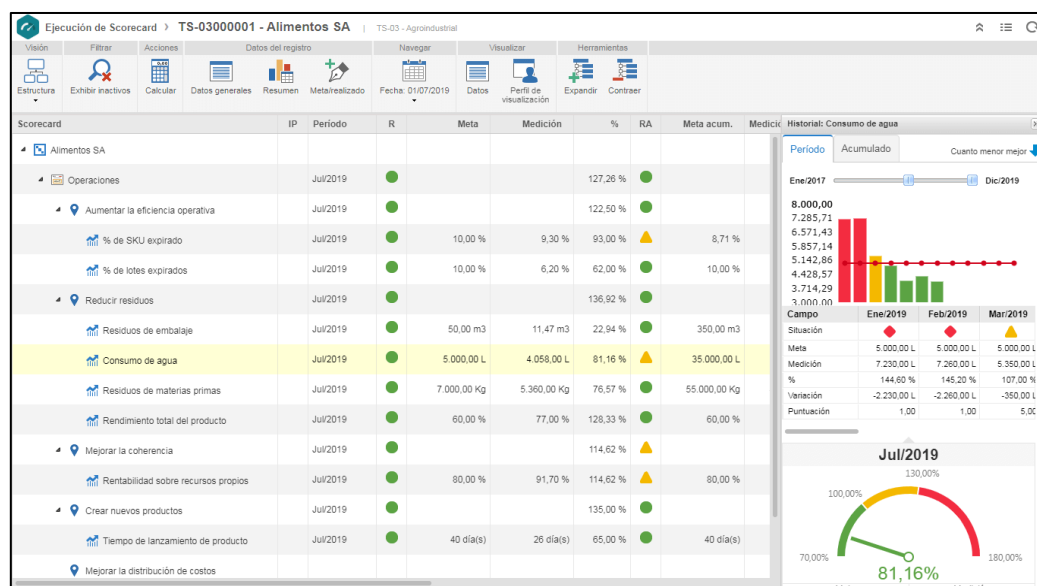 Ejecución de Scorecard > TS-03000001 - Alimentos SA | TS-03 - Agroindustrial
Visión Filtrar Acciones Datos del registro Navegar Visualizar Herramientas
Estructura Exhibir inactivos Calcular Datos generales Resumen Meta/realizado Fecha: 01/07/2019 Datos Perfil de visualización Expandir Contraer
Scorecard IP Período R Meta Medición % RA Meta acum. Medici
Alimentos SA
Operaciones Jul/2019 127,26 %
Aumentar la eficiencia operativa Jul/2019 122,50 %
% de SKU expirado Jul/2019 10,00 % 9,30 % 93,00 % 8,71 %
% de lotes expirados Jul/2019 10,00 % 6,20 % 62,00 % 10,00 %
Reducir residuos Jul/2019 136,92 %
Residuos de embalaje Jul/2019 50,00 m3 11,47 m3 22,94 % 350,00 m3
Consumo de agua Jul/2019 5.000,00 L 4.058,00 L 81,16 % 35.000,00 L
Residuos de materias primas Jul/2019 7.000,00 Kg 5.360,00 Kg 76,57 % 55.000,00 Kg
Rendimiento total del producto Jul/2019 60,00 % 77,00 % 128,33 % 60,00 %
Mejorar la coherencia Jul/2019 114,62 %
Rentabilidad sobre recursos propios Jul/2019 80,00 % 91,70 % 114,62 % 80,00 %
Crear nuevos productos Jul/2019 135,00 %
Tiempo de lanzamiento de producto Jul/2019 40 día(s) 26 día(s) 65,00 % 40 día(s)
Mejorar la distribución de costos
Historial: Consumo de agua
Período Acumulado Cuanto menor mejor
Ene/2017 Dic/2019
8.000,00
7.285,71
6.571,43
5.857,14
5.142,86
4.428,57
3.714,29
3.000,00
Campo Ene/2019 Feb/2019 Mar/2019
Situación
Meta 5.000,00 L 5.000,00 L 5.000,00 L
Medición 7.230,00 L 7.260,00 L 5.350,00 L
% 144,60 % 145,20 % 107,00 %
Variación -2.230,00 L -2.260,00 L -350,00 L
Puntuación 1,00 1,00 5,00
Jul/2019
130,00%
100,00%
70,00% 180,00%
81,16%